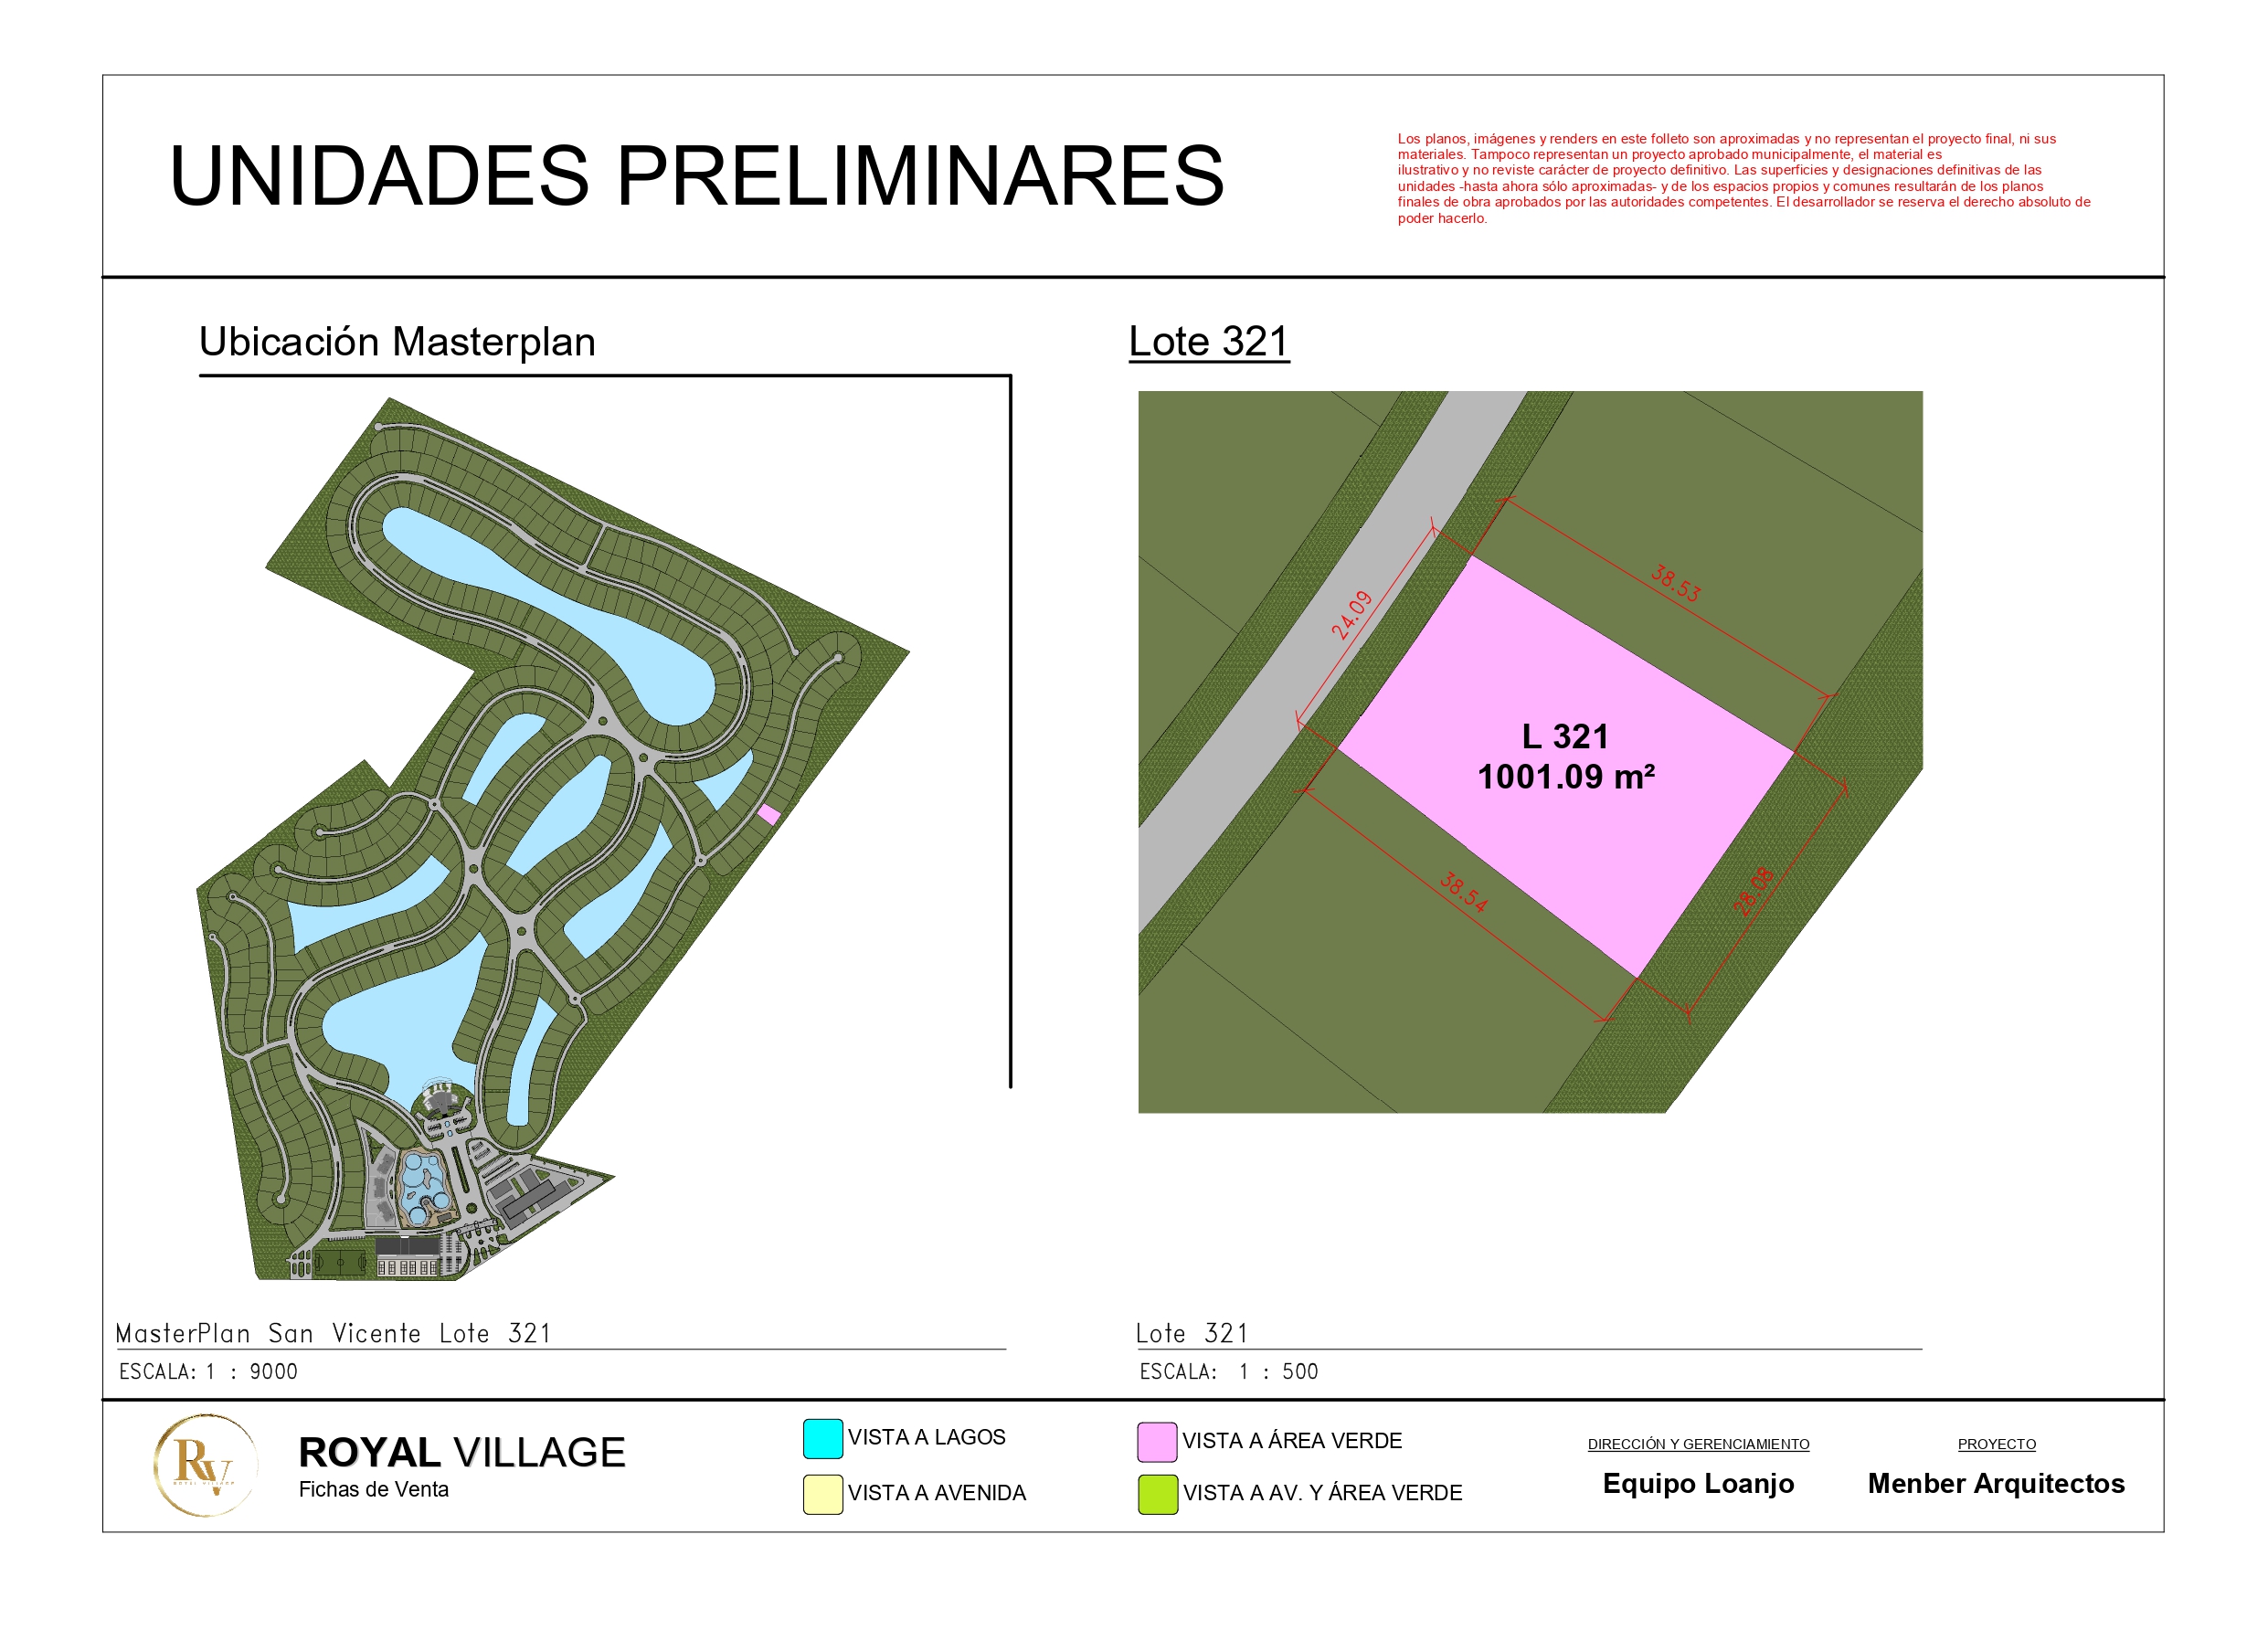 UNIDADES PRELIMINARES
Los planos, imágenes y renders en este folleto son aproximadas y no representan el proyecto final, ni sus
materiales. Tampoco representan un proyecto aprobado municipalmente, el material es
ilustrativo y no reviste carácter de proyecto definitivo. Las superficies y designaciones definitivas de las
unidades -hasta ahora sólo aproximadas- y de los espacios propios y comunes resultarán de los planos
finales de obra aprobados por las autoridades competentes. El desarrollador se reserva el derecho absoluto de
poder hacerlo.
Ubicación Masterplan
Lote 321
38.53
24.09
L 321
1001.09 m²
38.54
28.08
MasterPlan San Vicente Lote 321
ESCALA: 1 : 9000
Lote 321
ESCALA: 1 : 500
RV
ROYAL VILLAGE
ROYAL VILLAGE
Fichas de Venta
VISTA A LAGOS
VISTA A AVENIDA
VISTA A ÁREA VERDE
VISTA A AV. Y ÁREA VERDE
DIRECCIÓN Y GERENCIAMIENTO
Equipo Loanjo
PROYECTO
Menber Arquitectos